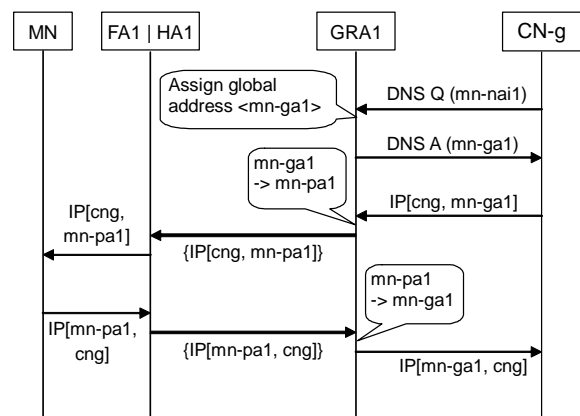 MN
FA1 | HA1
GRA1
CN-g
Assign global
address <mn-ga1>
DNS Q (mn-nai1)
DNS A (mn-ga1)
mn-ga1
-> mn-pa1
IP[cng, mn-ga1]
IP[cng,
mn-pa1]
{IP[cng, mn-pa1]}
mn-pa1
-> mn-ga1
IP[mn-pa1,
cng]
{IP[mn-pa1, cng]}
IP[mn-ga1, cng]